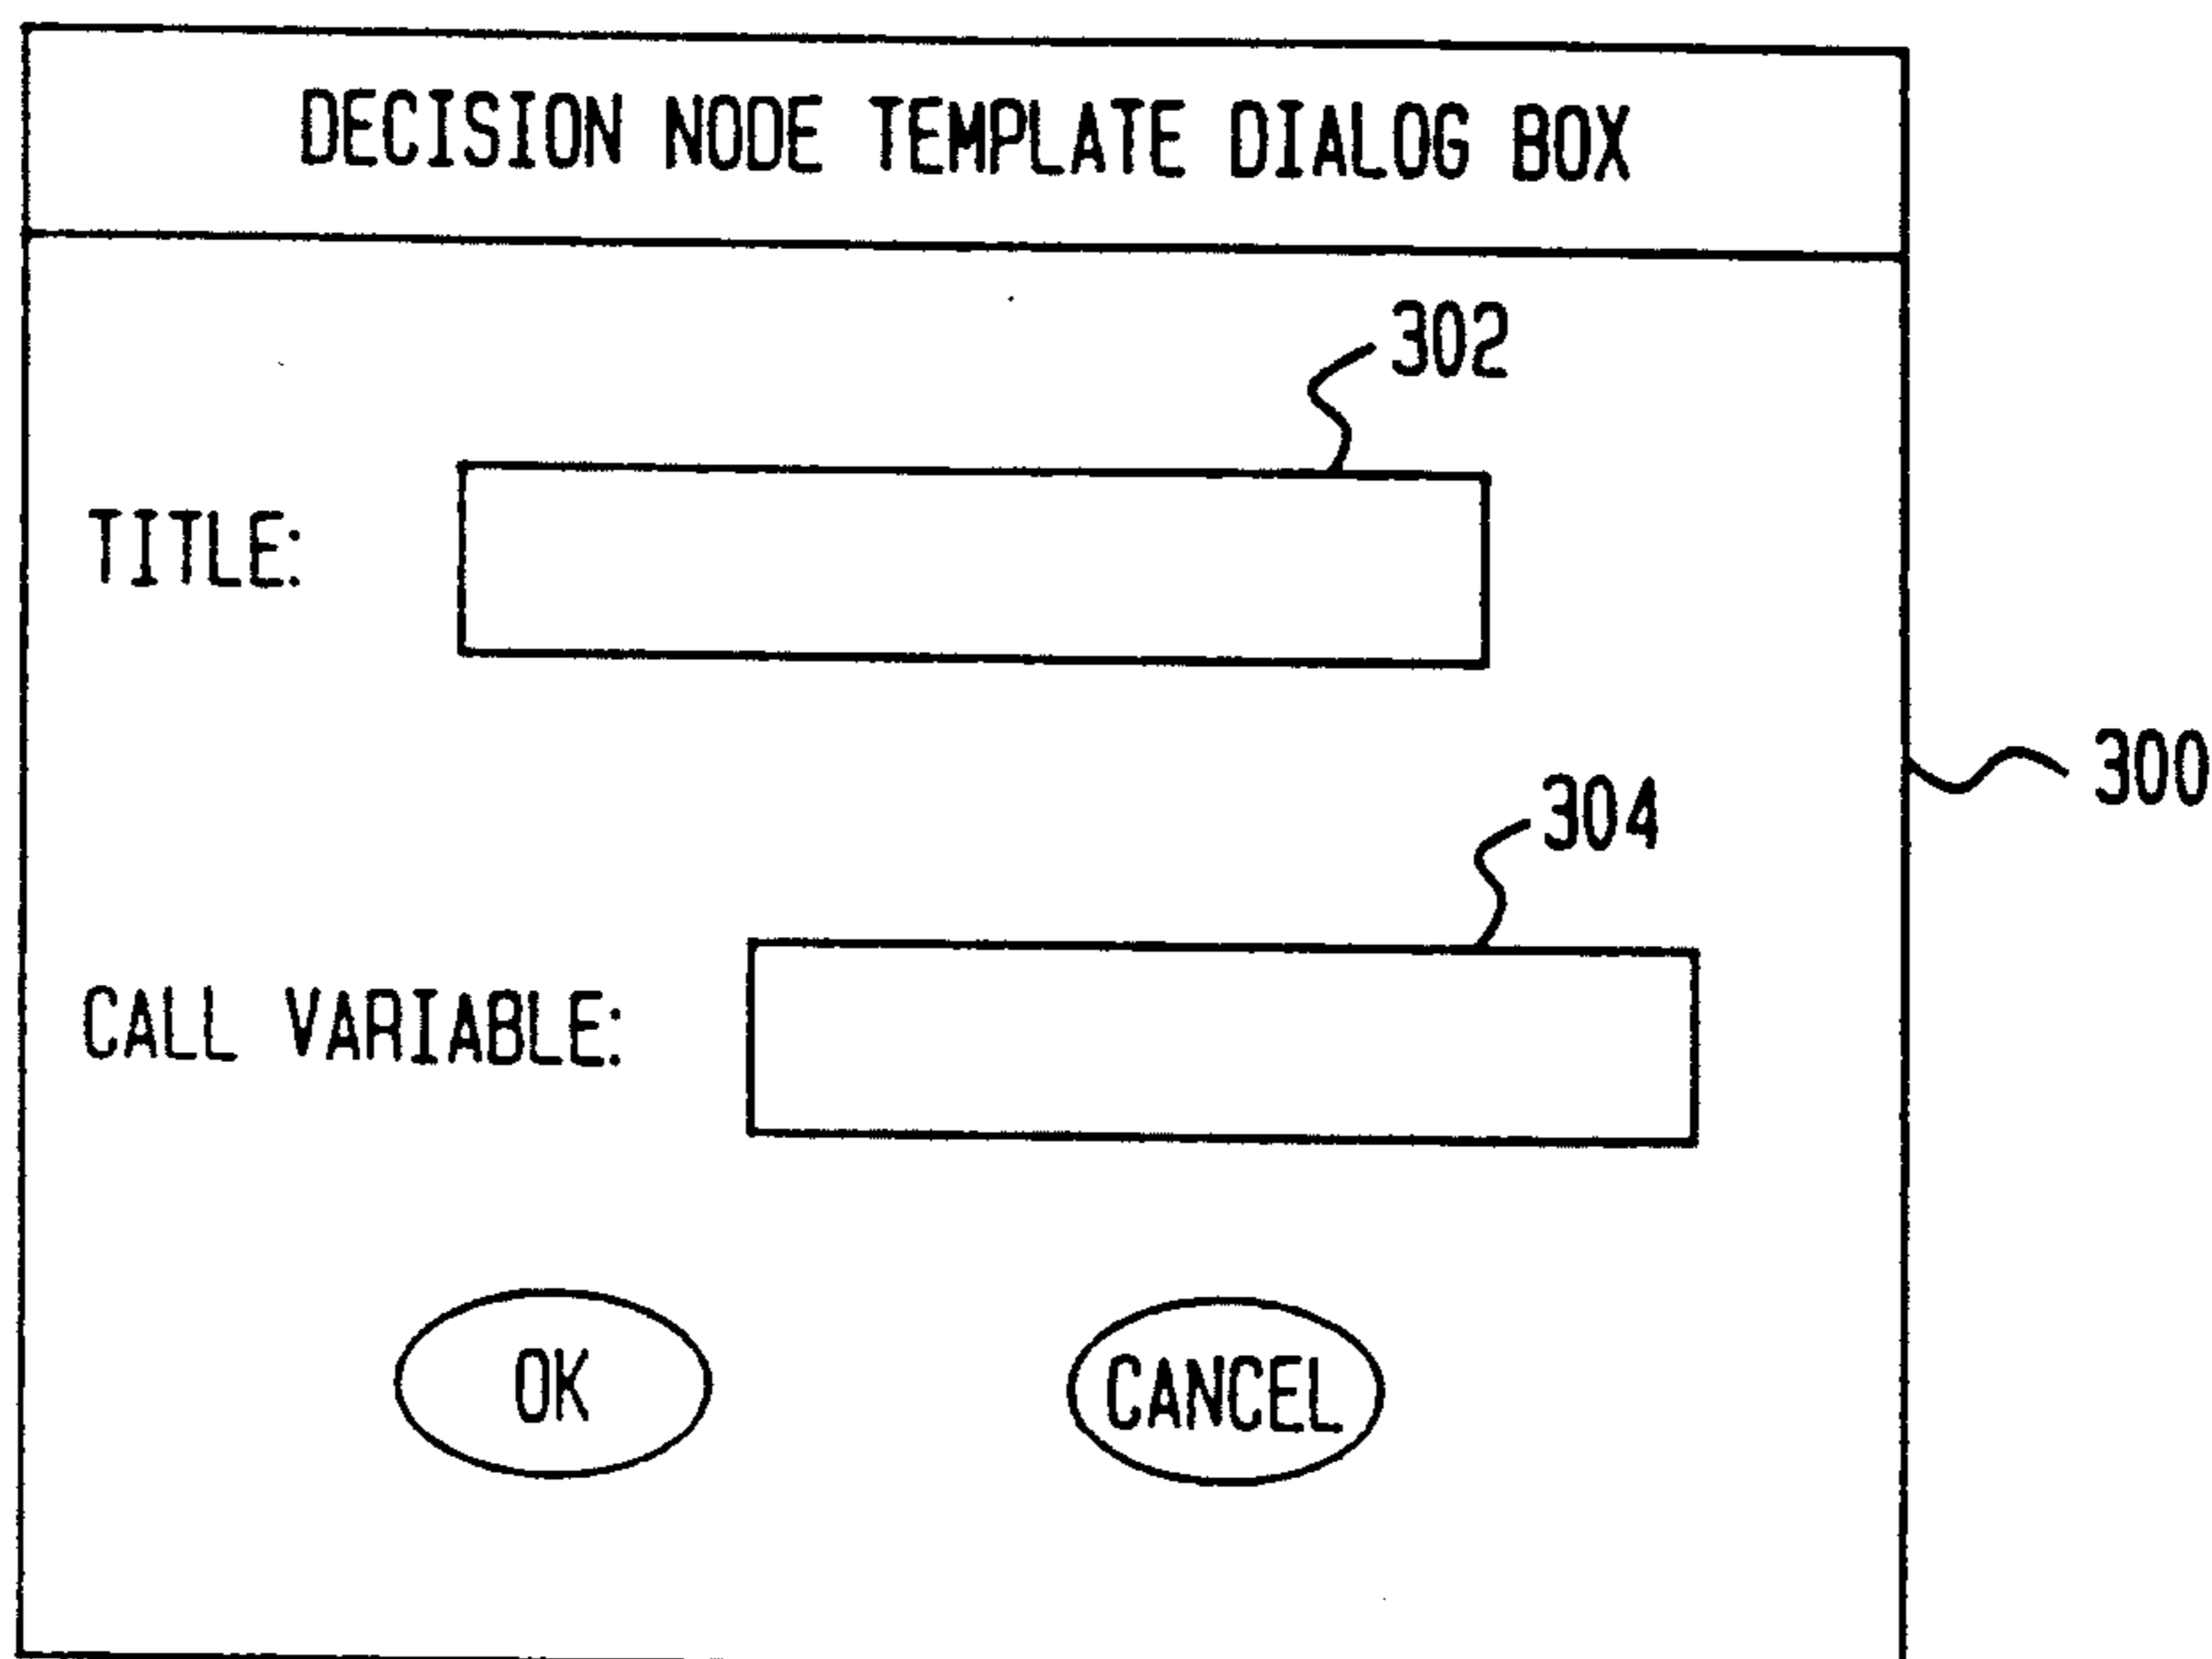 DECISION NODE TEMPLATE DIALOG BOX
302
TITLE:
300
304
CALL VARIABLE:
OK
CANCEL